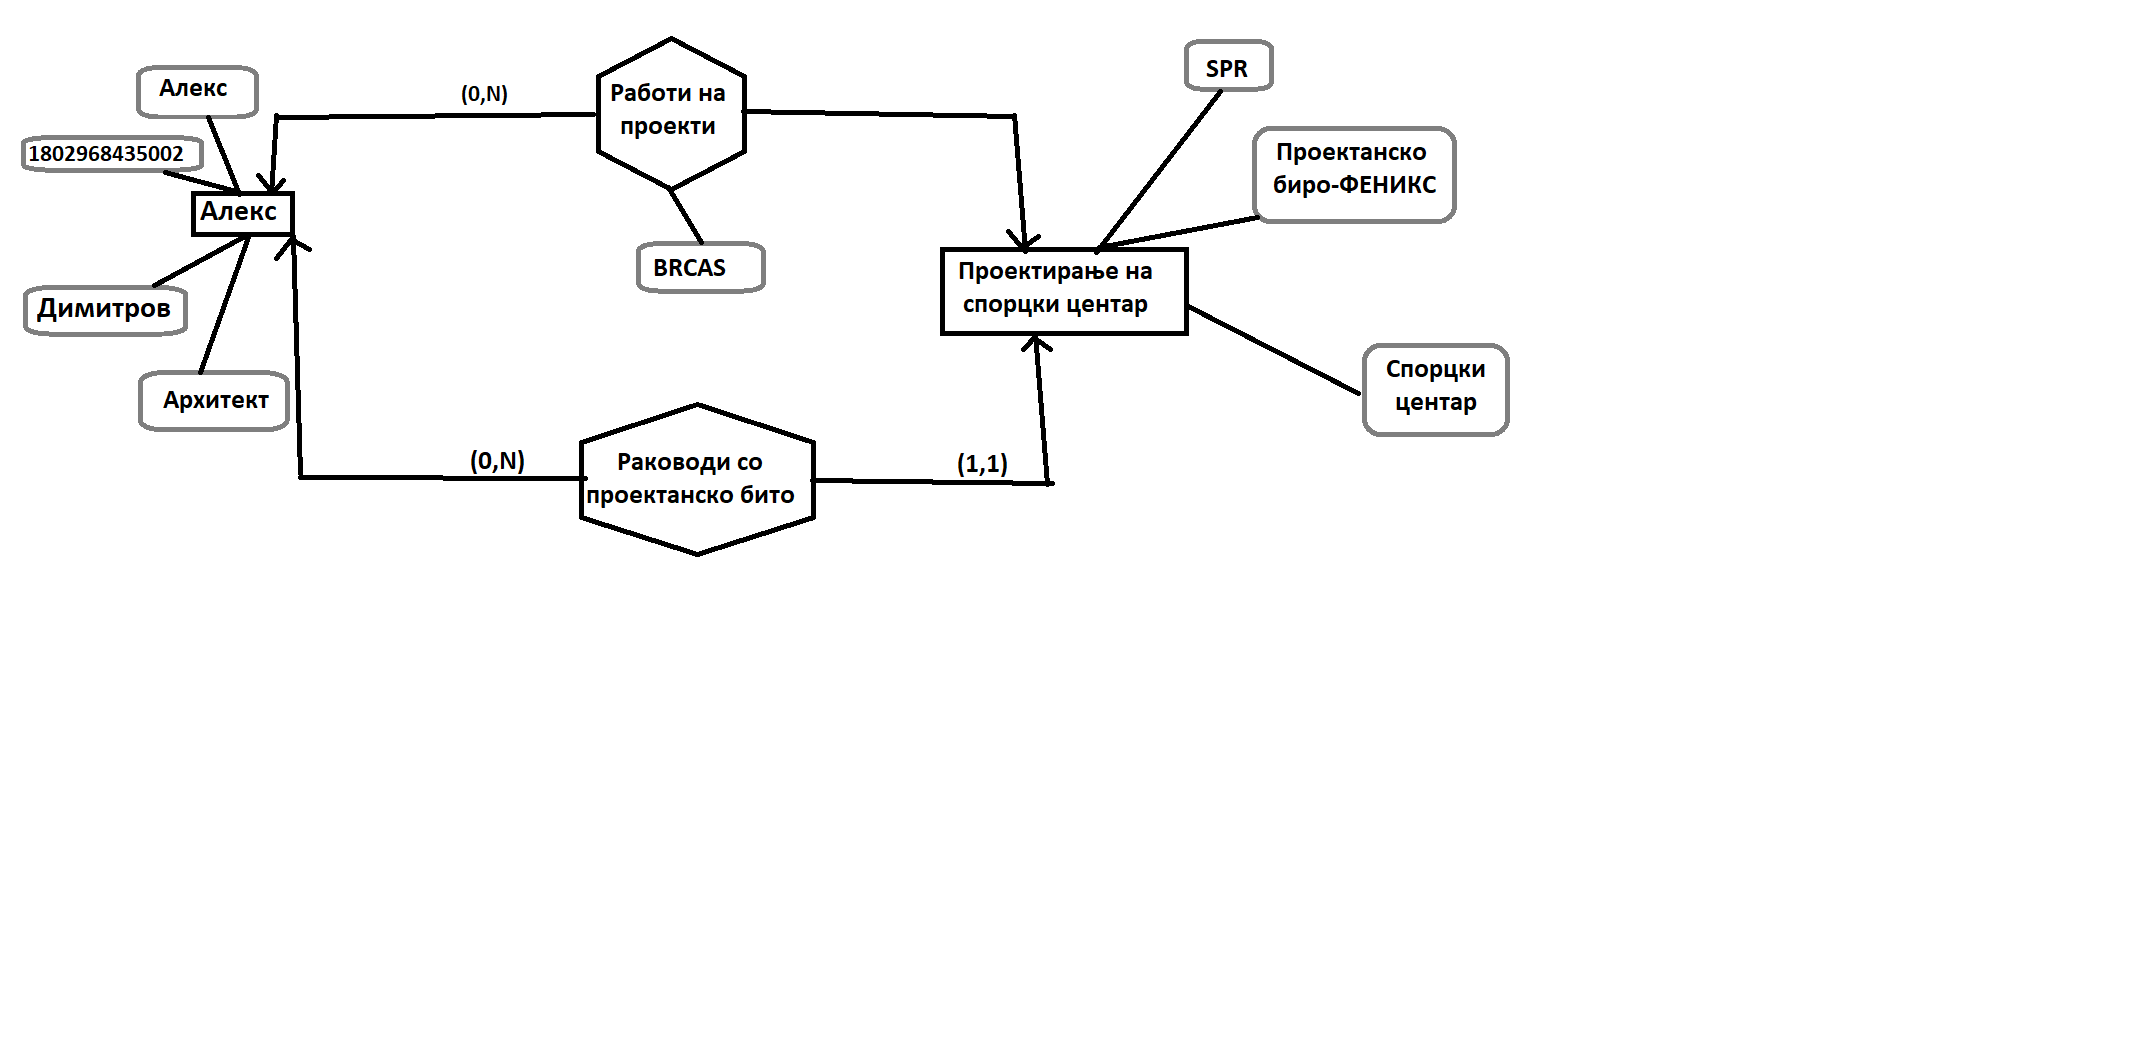 SPR
Алекс
(0,N)
Работи на
проекти
1802968435002
Проектанско
биро-ФЕНИКС
Алекс
BRCAS
Проектирање на
спорцки центар
Димитров
Архитект
Спорцки
центар
(0,N)
Раководи со
проектанско бито
(1,1)